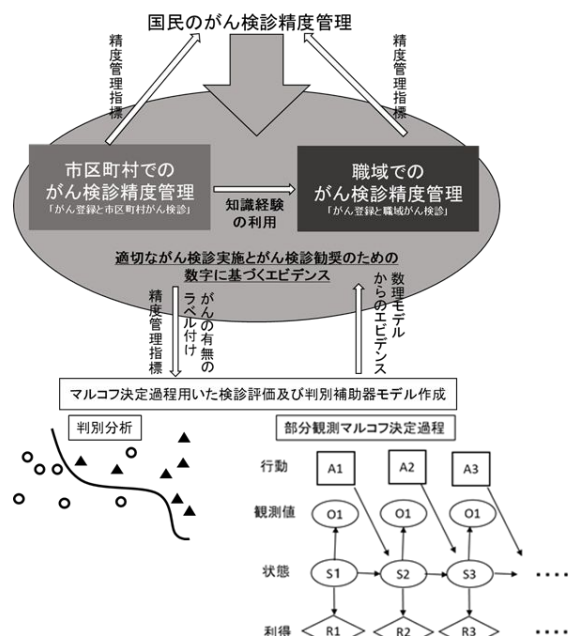 国民のがん検診精度管理
精度管理指標
精度管理指標
市区町村での
がん検診精度管理
「がん登録と市区町村がん検診」
知識経験
の利用
職域での
がん検診精度管理
「がん登録と職域がん検診」
適切ながん検診実施とがん検診勧奨のための
数字に基づくエビデンス
がんの有無の
ラベル付け
精度管理指標
数理モデル
からのエビデンス
マルコフ決定過程用いた検診評価及び判別補助器モデル作成
判別分析
部分観測マルコフ決定過程
行動
A1
A2
A3
観測値
O1
O1
O1
状態
S1
S2
S3
....
利得
R1
R2
R3
....